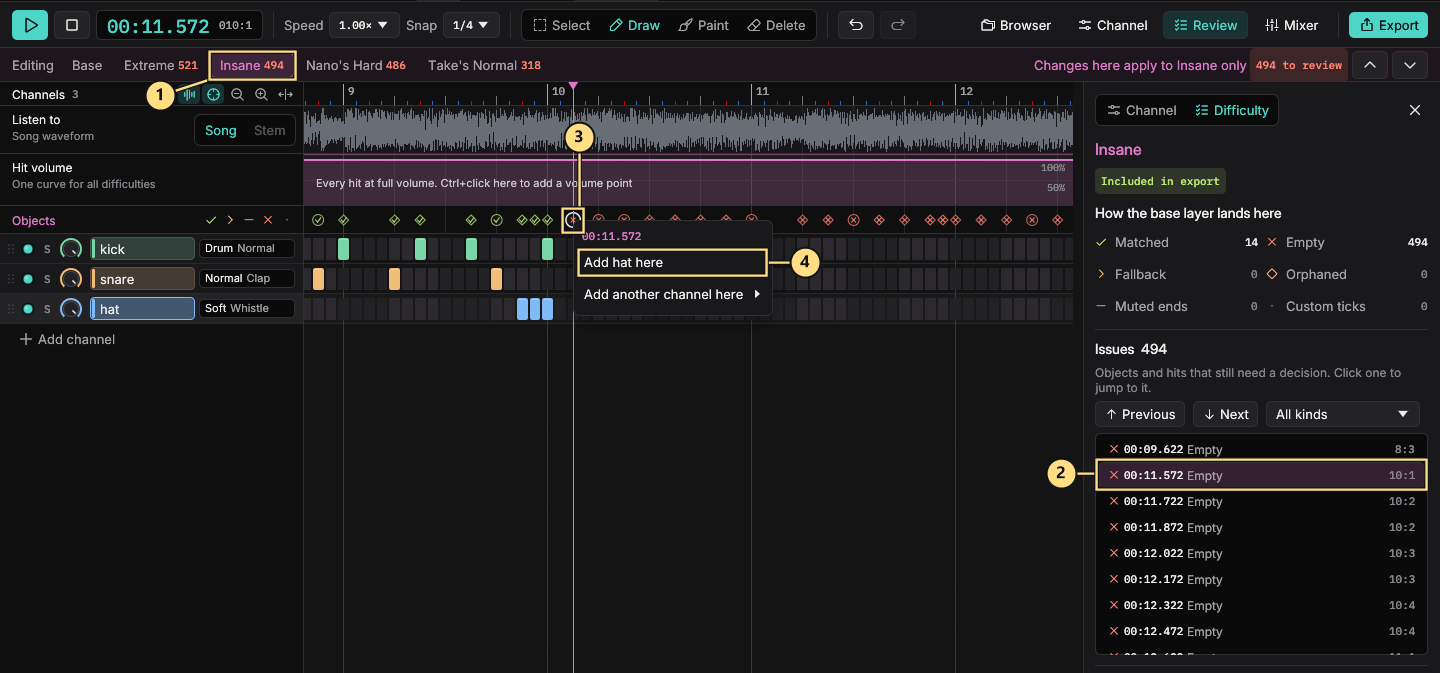 00:11.572 010:1 Speed 1.00× Snap 1/4 Select Draw Paint Delete Browser Channel Review Mixer Export
Editing Base Extreme 521 Insane 494 Nano's Hard 486 Take's Normal 318 Changes here apply to Insane only 494 to review
1
Channels 3
9 10 11 12
Listen to
Song waveform
Song Stem
3
Hit volume
One curve for all difficulties
Every hit at full volume. Ctrl+click here to add a volume point
100%
50%
Objects
kick Drum Normal
S
snare Normal Clap
S
hat Soft Whistle
S
Add channel
00:11.572
Add hat here
4
Add another channel here
Channel Difficulty
Insane
Included in export
How the base layer lands here
Matched 14 Empty 494
Fallback 0 Orphaned 0
Muted ends 0 Custom ticks 0
Issues 494
Objects and hits that still need a decision. Click one to
jump to it.
Previous Next All kinds
00:09.622 Empty 8:3
2
00:11.572 Empty 10:1
00:11.722 Empty 10:2
00:11.872 Empty 10:2
00:12.022 Empty 10:3
00:12.172 Empty 10:3
00:12.322 Empty 10:4
00:12.472 Empty 10:4